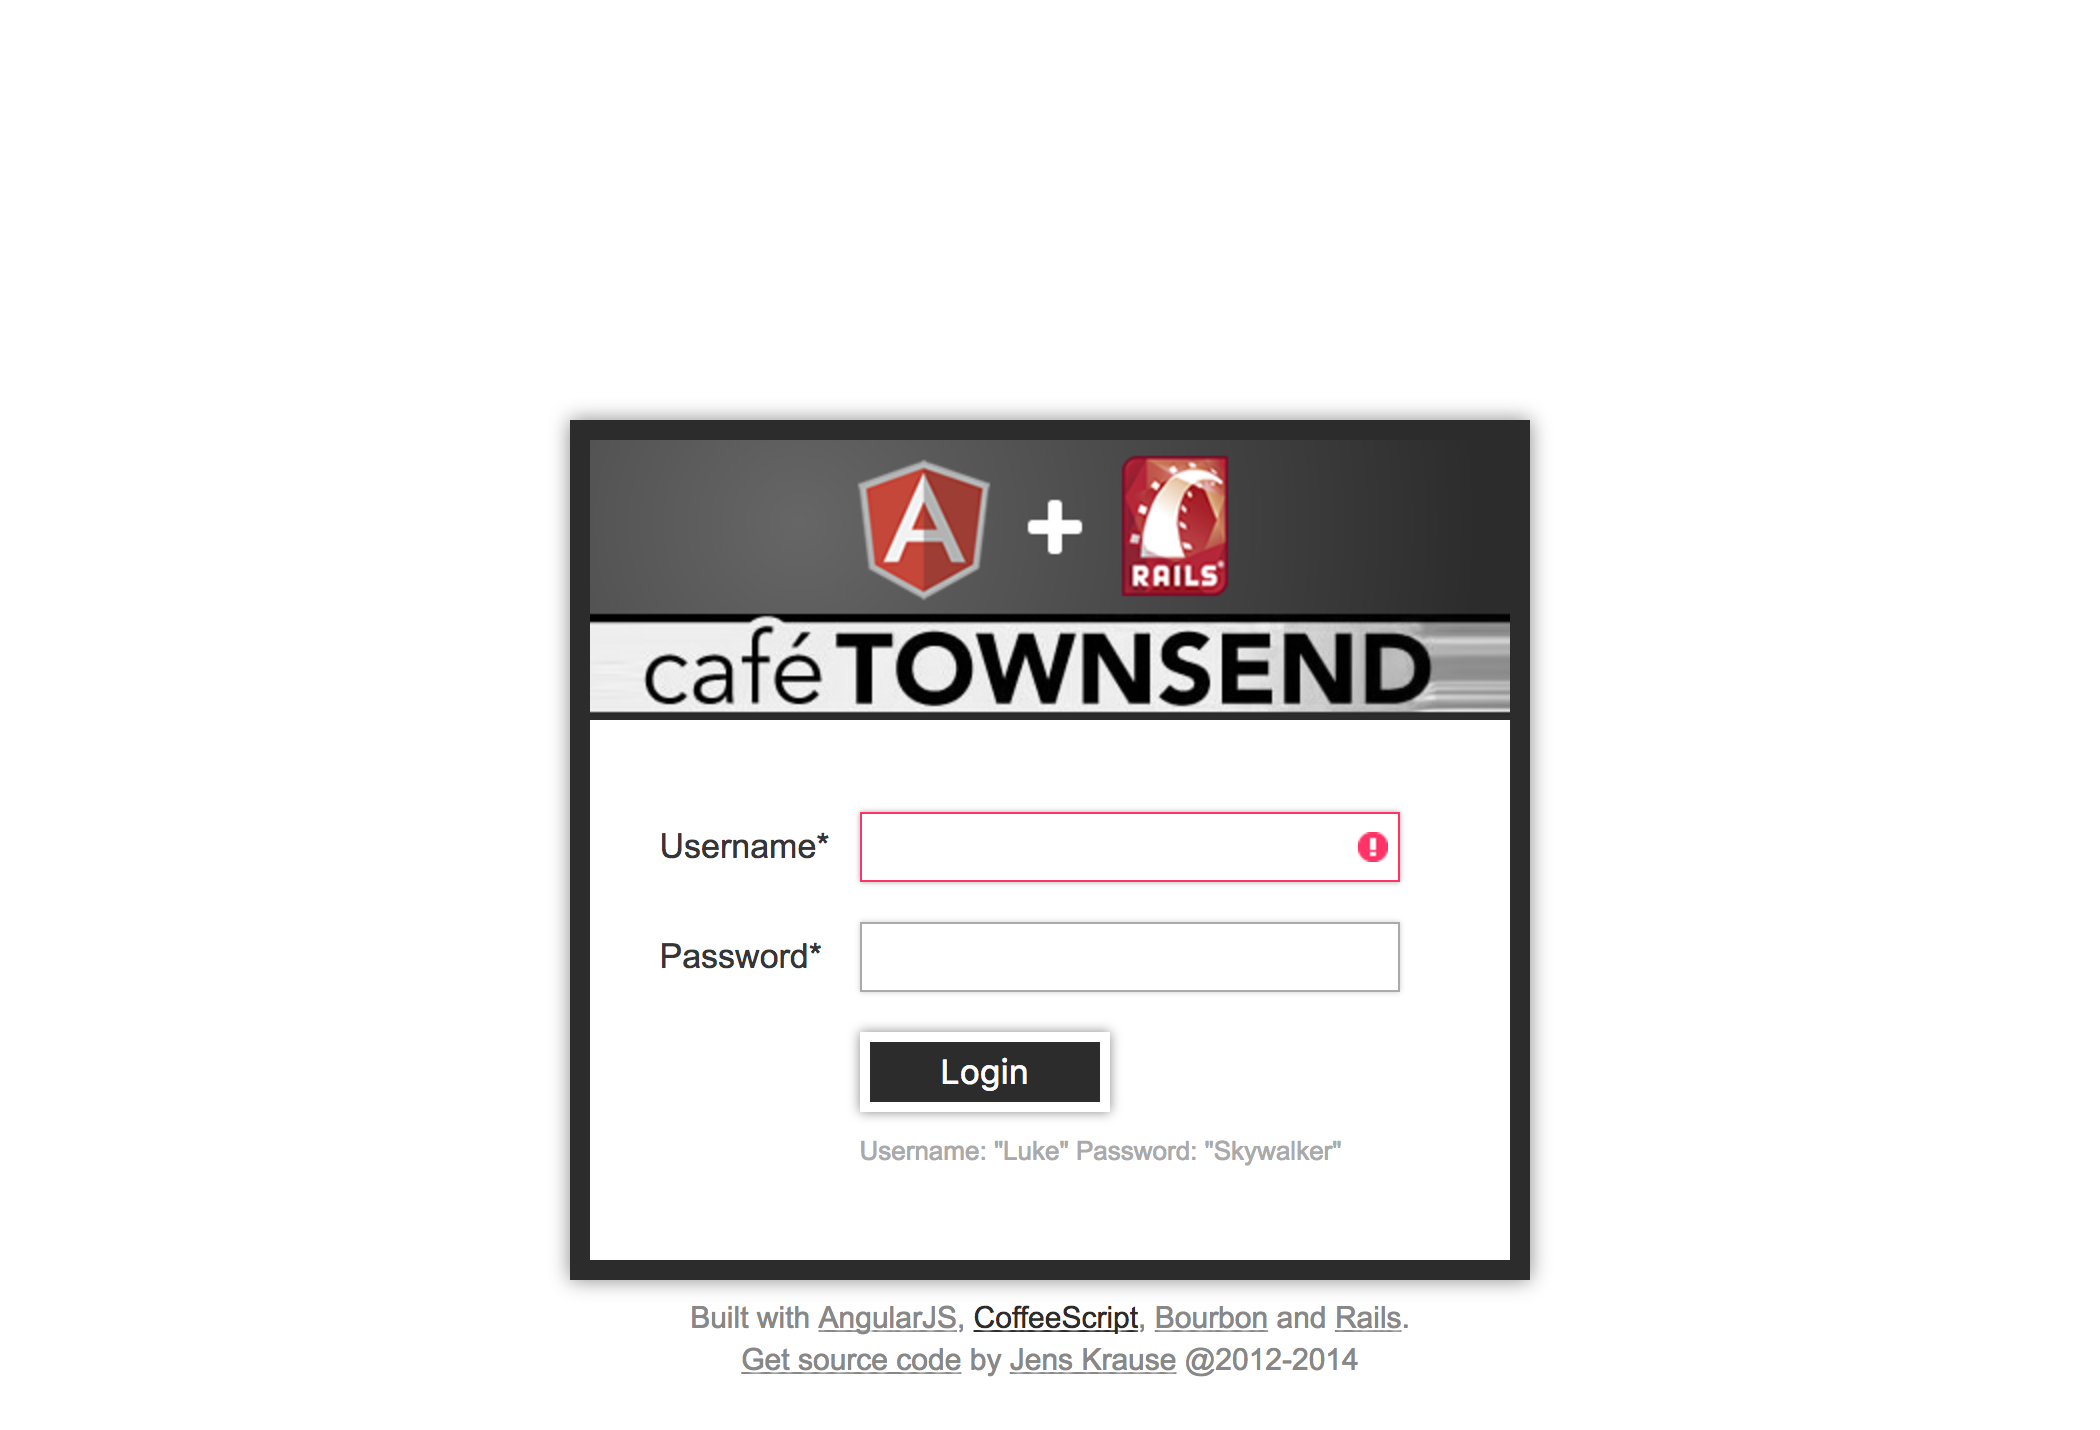 RAILS
café TOWNSEND
Username*
Password*
Login
Username: "Luke" Password: "Skywalker"
Built with AngularJS, CoffeeScript, Bourbon and Rails.
Get source code by Jens Krause @2012-2014